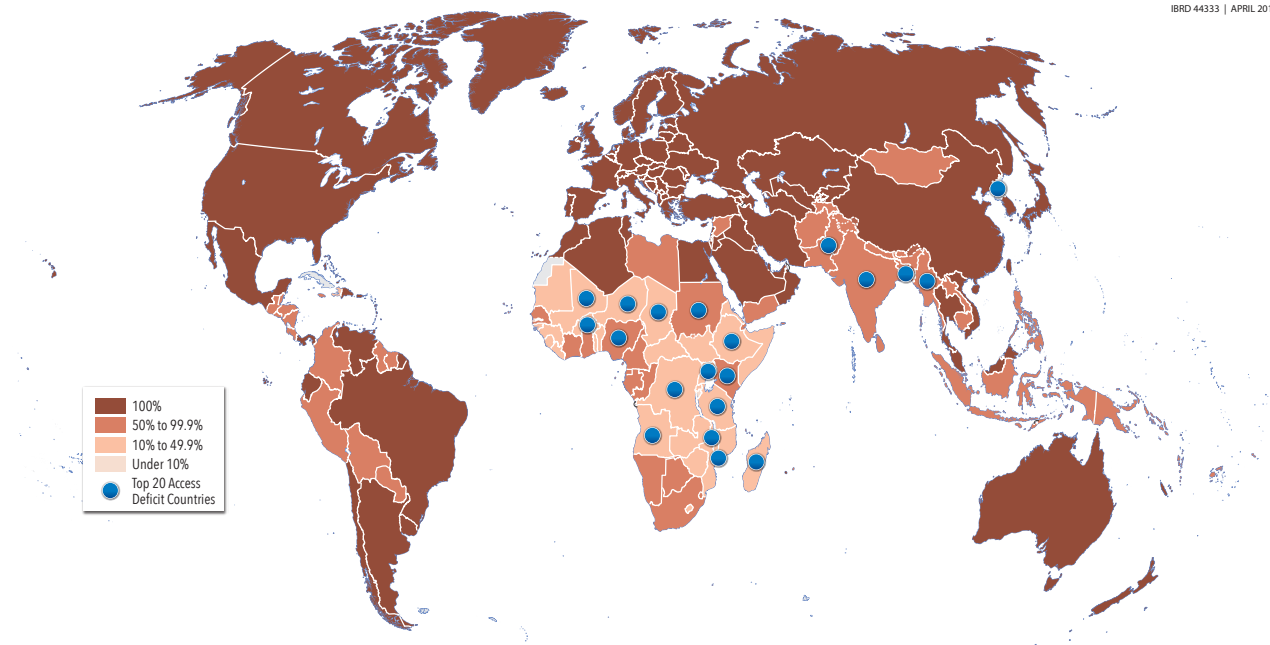 IBRD 44333 | APRIL 201
100%
50% to 99.9%
10% to 49.9%
Under 10%
Top 20 Access
Deficit Countries